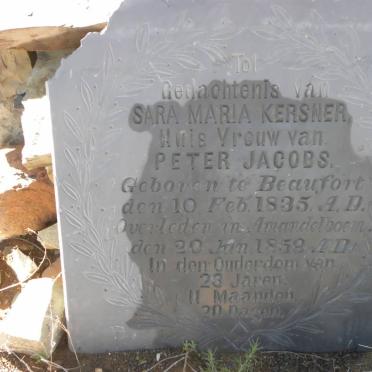 Tot
Gedachtenis van
SARA MARIA KERSNER,
Huis Vrouw van
PETER JACOBS.
Geboren te Beaufort
den 10 Feb. 1835. A.D.
Overleden in Amandelboom.
den 20 Jan. 1859. A.D.
In den Ouderdom van
23 Jaren.
11 Maanden
20 Dagen.